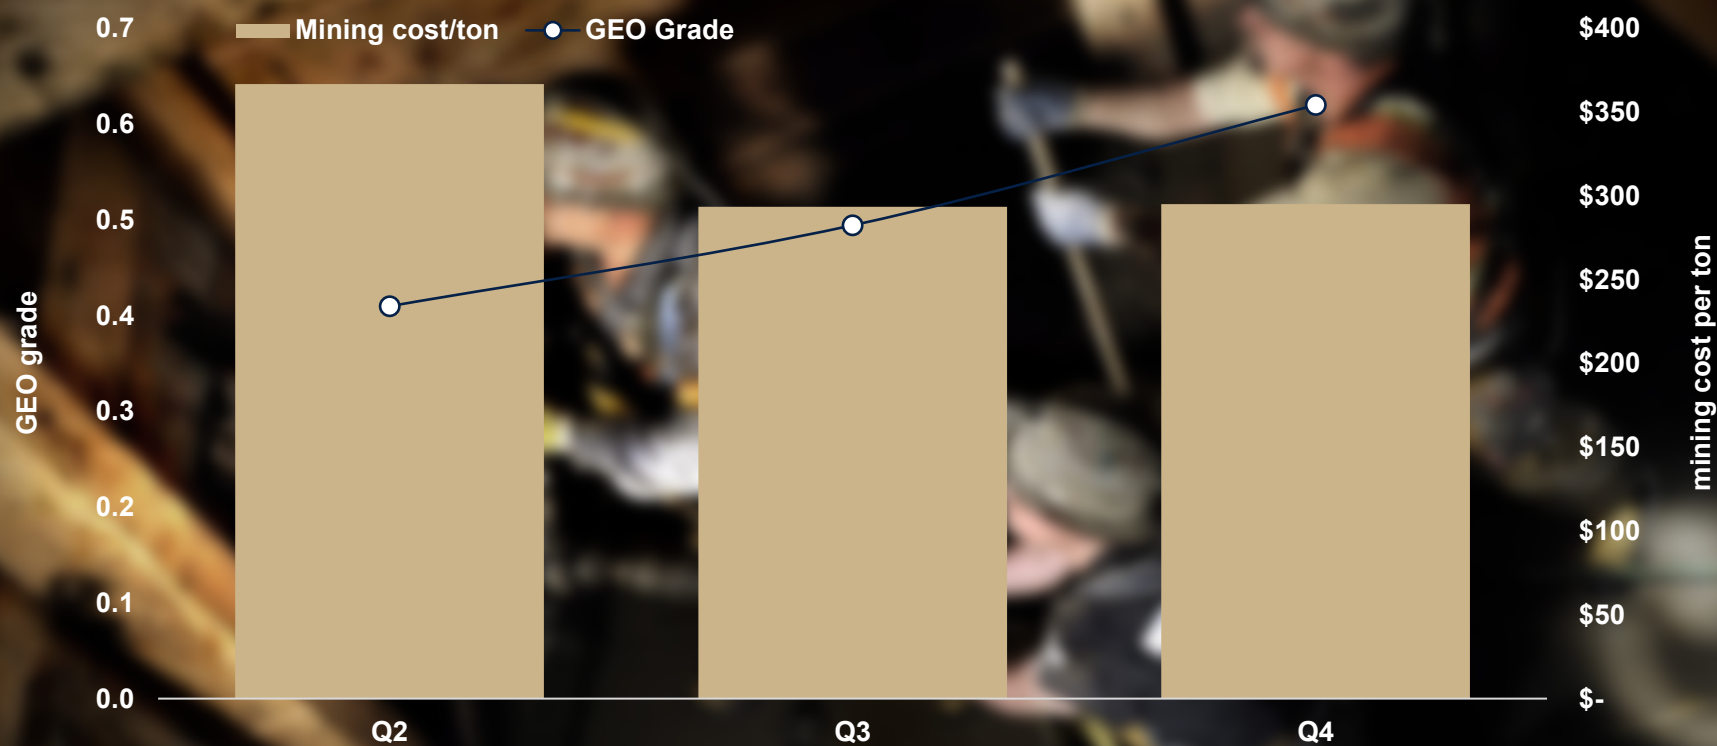 Mining cost/ton
GEO Grade
0.7
0.6
0.5
0.4
0.3
0.2
0.1
0.0
GEO grade
$400
$350
$300
$250
$200
$150
$100
$50
$-
mining cost per ton
Q2
Q3
Q4